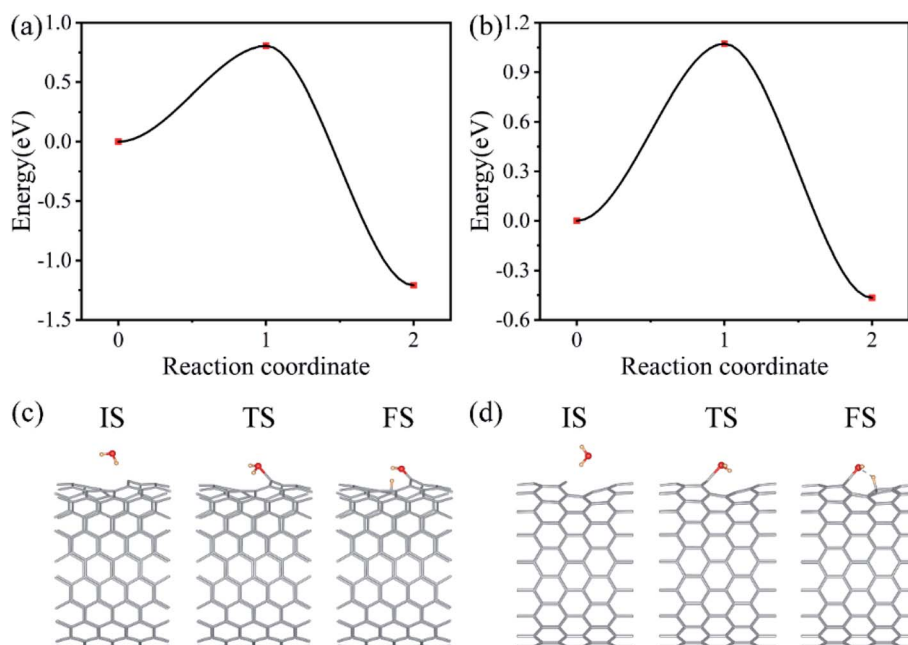 (a)
Energy(eV)
1.0
0.5
0.0
-0.5
-1.0
-1.5
0 1 2
Reaction coordinate
(b)
Energy(eV)
1.2
0.9
0.6
0.3
0.0
-0.3
-0.6
0 1 2
Reaction coordinate
(c) IS TS FS
(d) IS TS FS